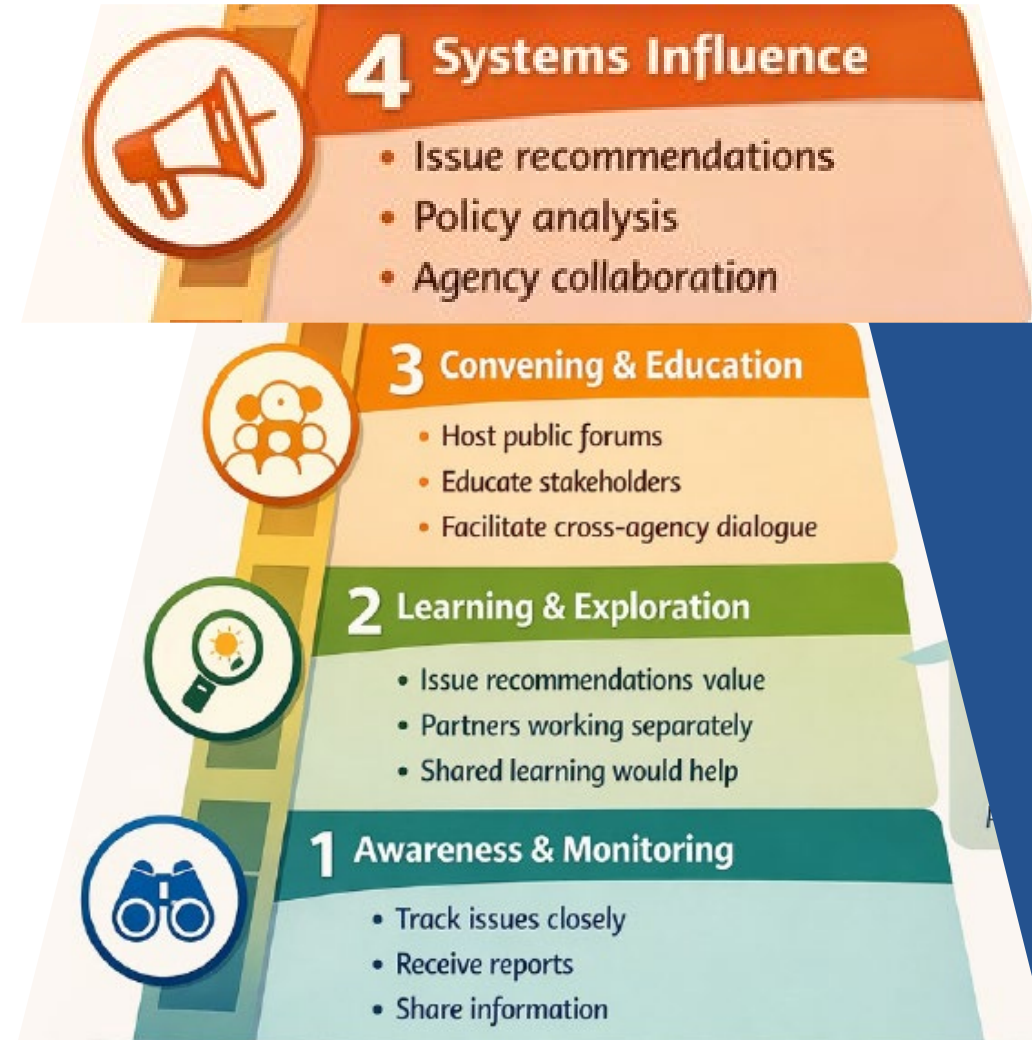 4 Systems Influence
• Issue recommendations
• Policy analysis
• Agency collaboration
3 Convening & Education
• Host public forums
• Educate stakeholders
• Facilitate cross-agency dialogue
2 Learning & Exploration
• Issue recommendations value
• Partners working separately
• Shared learning would help
1 Awareness & Monitoring
• Track issues closely
• Receive reports
• Share information